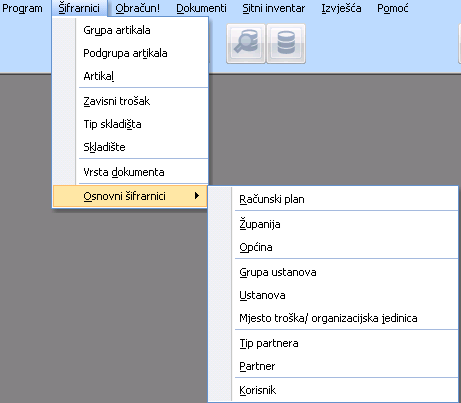 Program Šifrarnici Obračun! Dokumenti Sitni inventar Izvješća Pomoć
Grupa artikala
Podgrupa artikala
Artikal
Zavisni trošak
Tip skladišta
Skladište
Vrsta dokumenta
Osnovni šifrarnici
Računski plan
Županija
Općina
Grupa ustanova
Ustanova
Mjesto troška/ organizacijska jedinica
Tip partnera
Partner
Korisnik